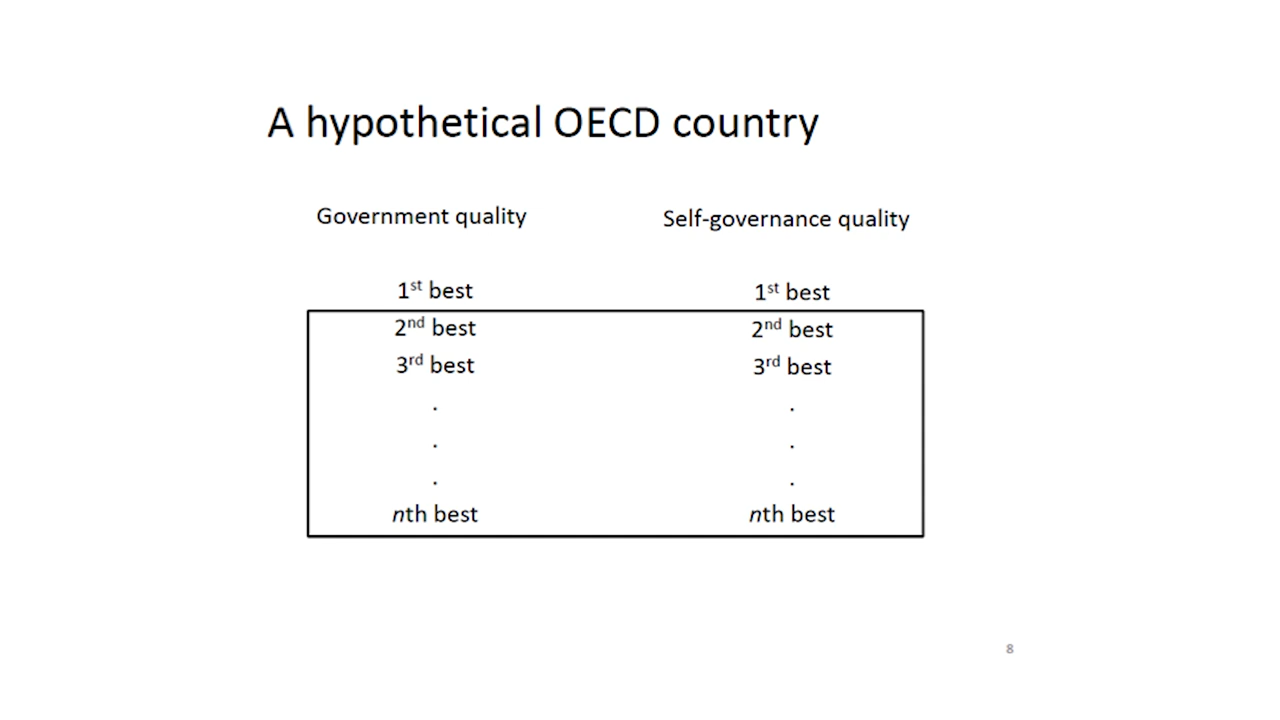 A hypothetical OECD country
Government quality Self-governance quality
1st best 1st best
2nd best 2nd best
3rd best 3rd best
. .
. .
. .
nth best nth best
8